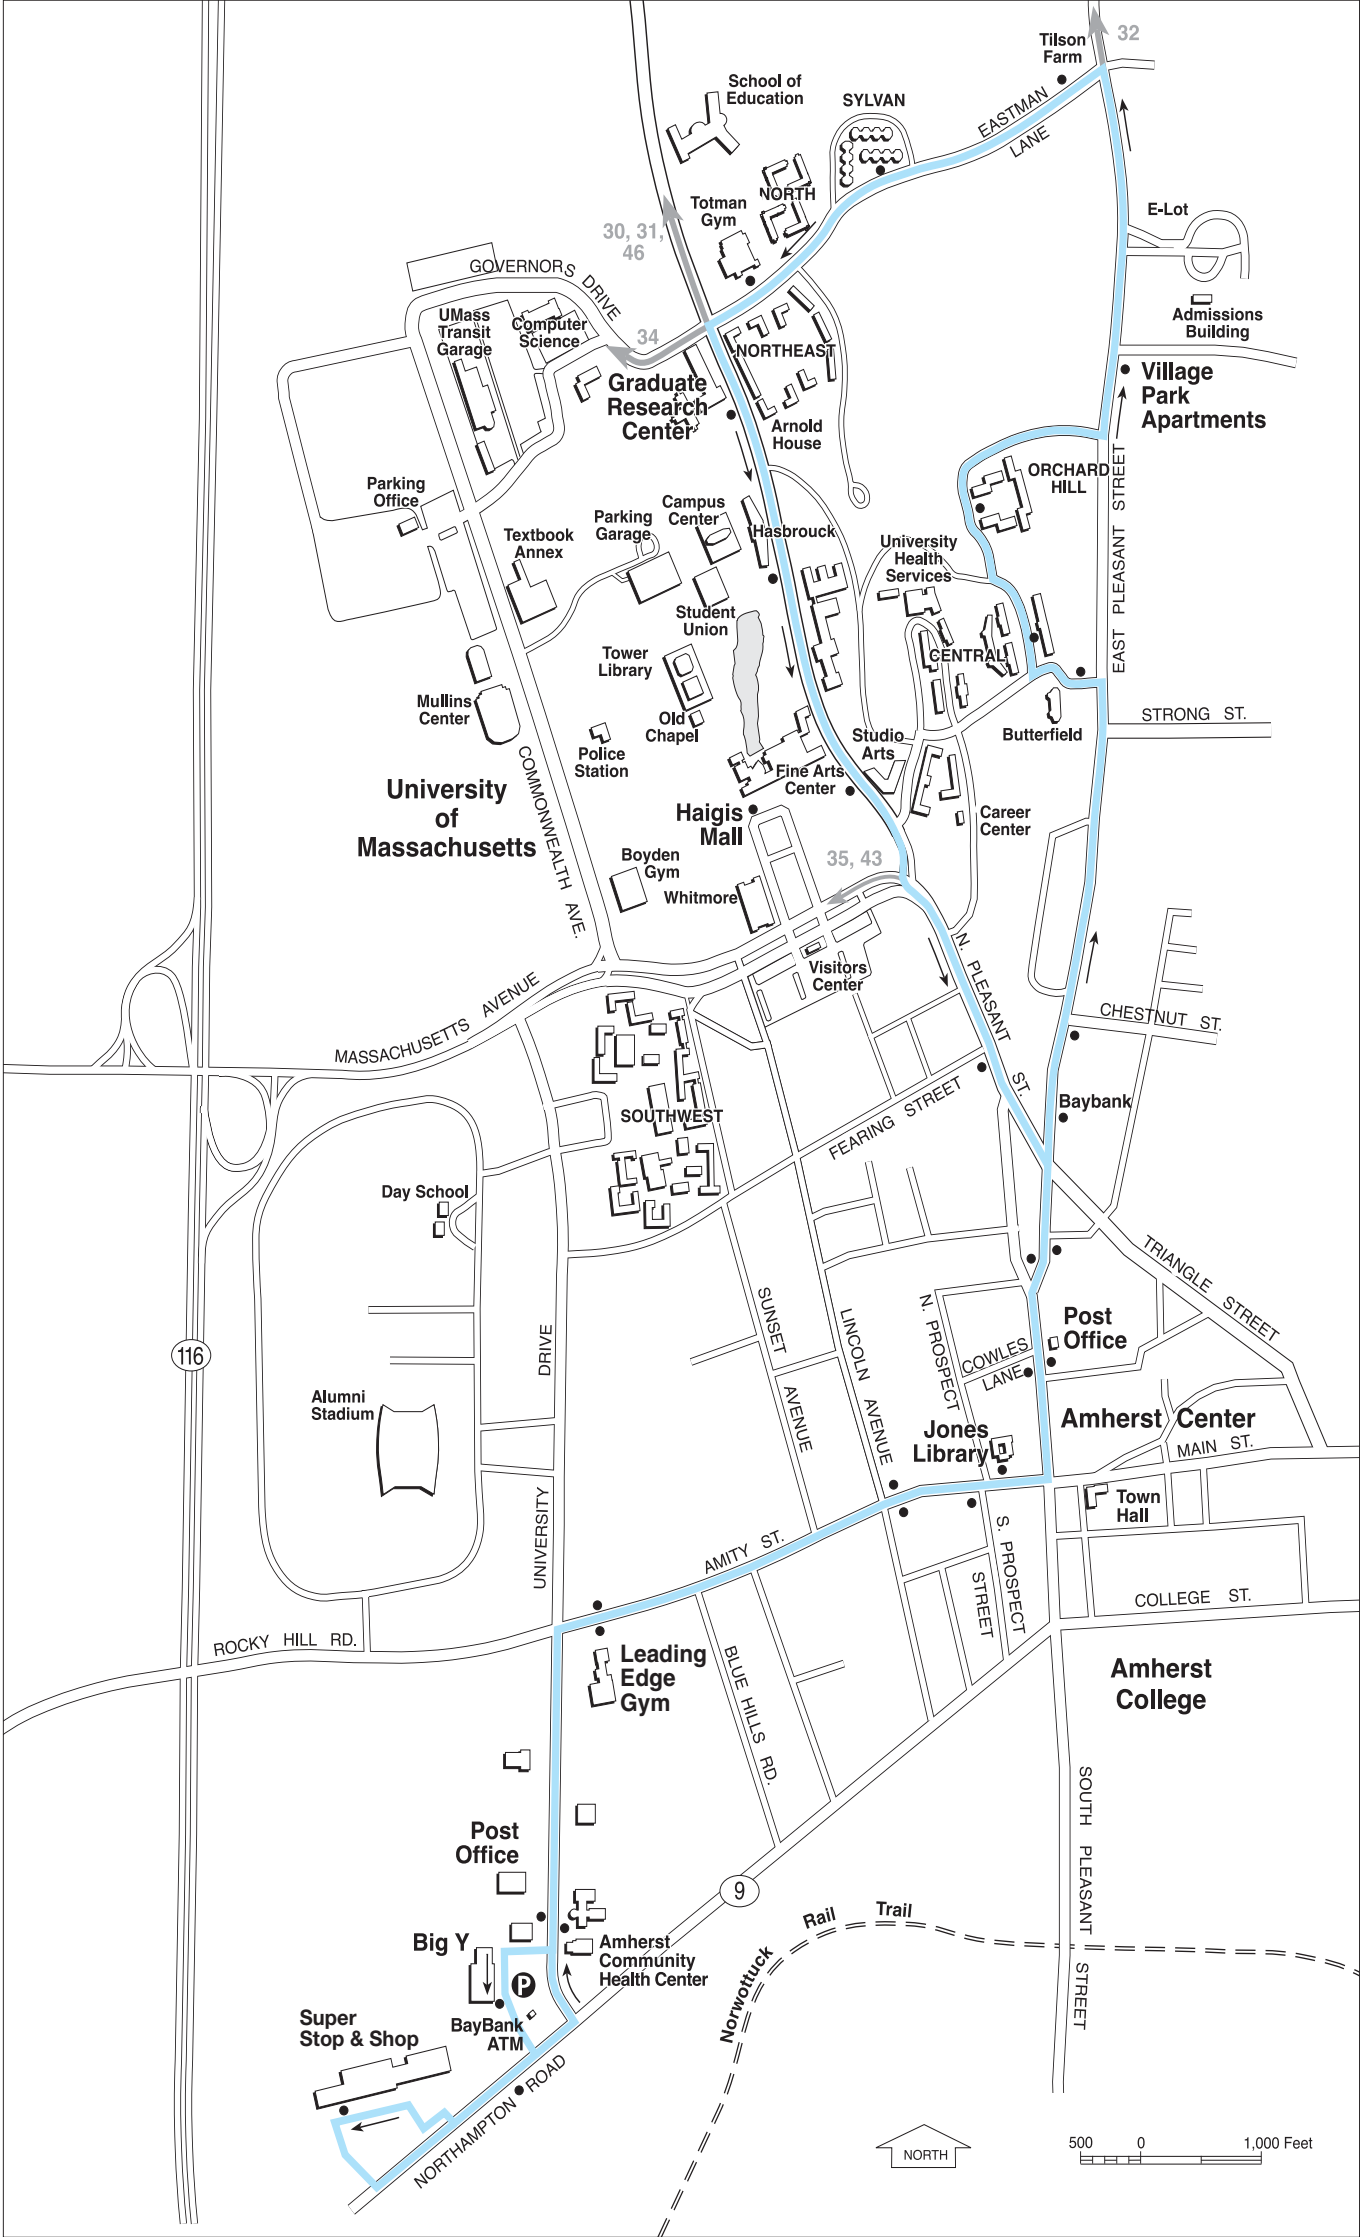 32
Tilson
Farm
School of
Education
SYLVAN
EASTMAN
LANE
NORTH
Totman
Gym
E-Lot
30, 31,
46
GOVERNORS DRIVE
UMass
Transit
Garage
Computer
Science
34
Admissions
Building
NORTHEAST
Graduate
Research
Center
Village
Park
Apartments
Arnold
House
ORCHARD
HILL
Parking
Office
Campus
Center
Parking
Garage
Textbook
Annex
Hasbrouck
University
Health
Services
EAST PLEASANT STREET
Student
Union
Tower
Library
CENTRAL
Mullins
Center
Old
Chapel
STRONG ST.
Studio
Arts
Butterfield
Police
Station
Fine Arts
Center
University
of
Massachusetts
COMMONWEALTH AVE.
Haigis
Mall
Career
Center
Boyden
Gym
35, 43
Whitmore
N. PLEASANT ST.
Visitors
Center
MASSACHUSETTS AVENUE
CHESTNUT ST.
SOUTHWEST
FEARING STREET
Baybank
Day School
TRIANGLE STREET
SUNSET AVENUE
LINCOLN AVENUE
N. PROSPECT
Post
Office
116
DRIVE
COWLES
LANE
Alumni
Stadium
Jones
Library
Amherst Center
MAIN ST.
UNIVERSITY
Town
Hall
AMITY ST.
S. PROSPECT
STREET
COLLEGE ST.
ROCKY HILL RD.
Leading
Edge
Gym
BLUE HILLS RD.
Amherst
College
SOUTH PLEASANT STREET
Post
Office
9
Norwottuck Rail Trail
Big Y
Amherst
Community
Health Center
P
BayBank
ATM
Super
Stop & Shop
NORTHAMPTON ROAD
NORTH
500 0 1,000 Feet